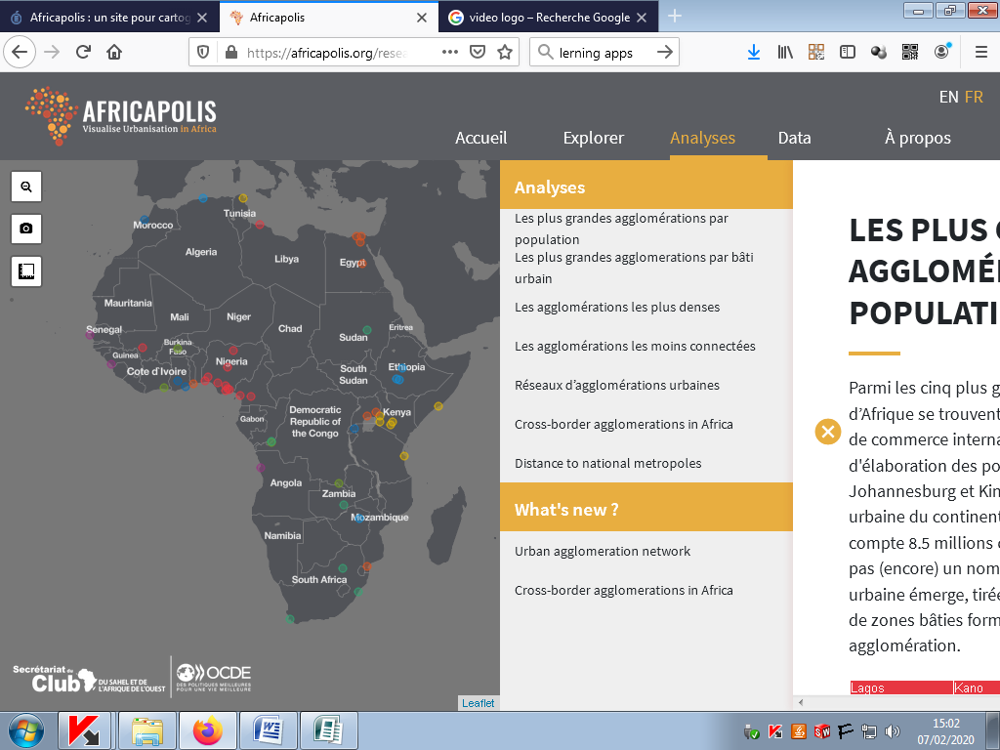 Africapolis : un site pour cartog
Africapolis
video logo – Recherche Google
https://africapolis.org/rese
lerning apps
AFRICAPOLIS
Visualise Urbanisation in Africa
EN FR
Accueil Explorer Analyses Data À propos
Morocco
Tunisia
Algeria
Libya
Egypt
Mauritania
Mali
Niger
Chad
Sudan
Eritrea
Senegal
Guinea
Burkina
Faso
Cote d'Ivoire
Nigeria
South
Sudan
Ethiopia
Gabon
Democratic
Republic of
the Congo
Kenya
Angola
Zambia
Mozambique
Namibia
South Africa
Secrétariat du
Club
DU SAHEL ET DE
L'AFRIQUE DE L'OUEST
OCDE
DES POLITIQUES MEILLEURES
POUR UNE VIE MEILLEURE
Leaflet
Analyses
Les plus grandes agglomérations par
population
Les plus grandes agglomerations par bâti
urbain
Les agglomérations les plus denses
Les agglomérations les moins connectées
Réseaux d'agglomérations urbaines
Cross-border agglomerations in Africa
Distance to national metropoles
What's new ?
Urban agglomeration network
Cross-border agglomerations in Africa
LES PLUS
AGGLOMÉ
POPULATI
Parmi les cinq plus g
d'Afrique se trouvent
de commerce interna
d'élaboration des po
Johannesburg et Kin
urbaine du continent
compte 8.5 millions
pas (encore) un nom
urbaine émerge, tirée
de zones bâties form
agglomération.
Lagos Kano
15:02
07/02/2020